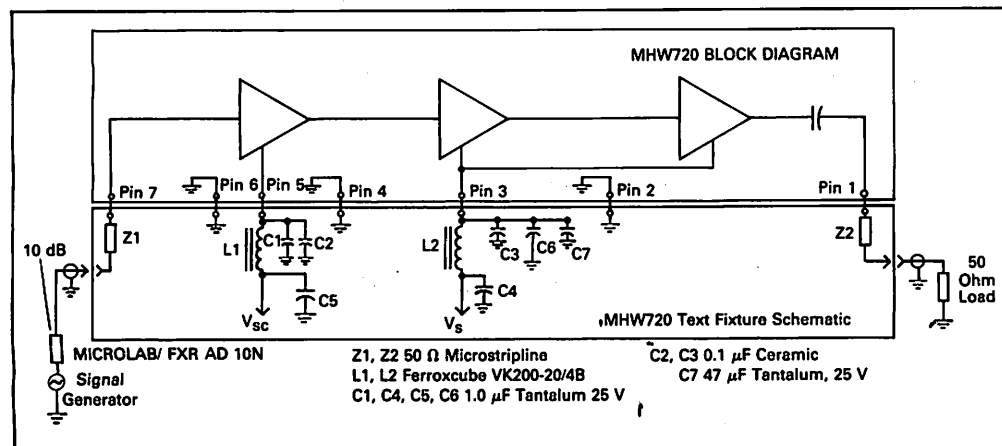 MHW720 BLOCK DIAGRAM
Pin 7
Pin 6
Pin 5
Pin 4
Pin 3
Pin 2
Pin 1
10 dB
Z1
L1
C1
C2
C5
VSC
L2
C3
C6
C7
C4
VS
Z2
50
Ohm
Load
MHW720 Text Fixture Schematic
MICROLAB/ FXR AD 10N
Signal
Generator
Z1, Z2 50 Ω Microstripline
L1, L2 Ferroxcube VK200-20/4B
C1, C4, C5, C6 1.0 μF Tantalum 25 V
C2, C3 0.1 μF Ceramic
C7 47 μF Tantalum, 25 V